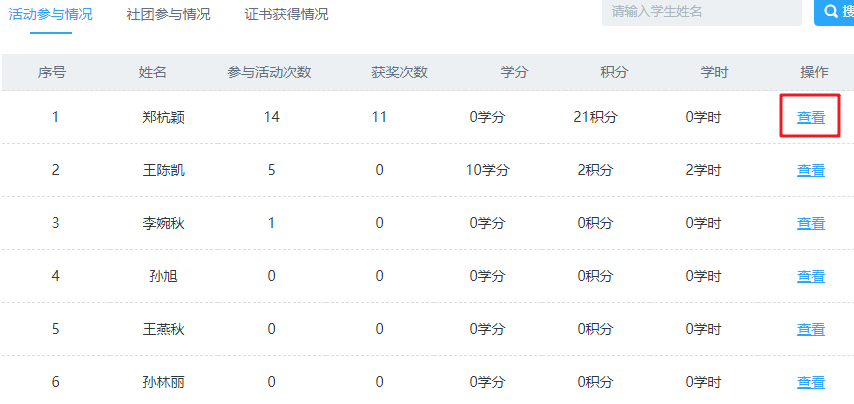 活动参与情况 社团参与情况 证书获得情况 请输入学生姓名 搜
序号 姓名 参与活动次数 获奖次数 学分 积分 学时 操作
1 郑杭颖 14 11 0学分 21积分 0学时 查看
2 王陈凯 5 0 10学分 2积分 2学时 查看
3 李婉秋 1 0 0学分 0积分 0学时 查看
4 孙旭 0 0 0学分 0积分 0学时 查看
5 王燕秋 0 0 0学分 0积分 0学时 查看
6 孙林丽 0 0 0学分 0积分 0学时 查看